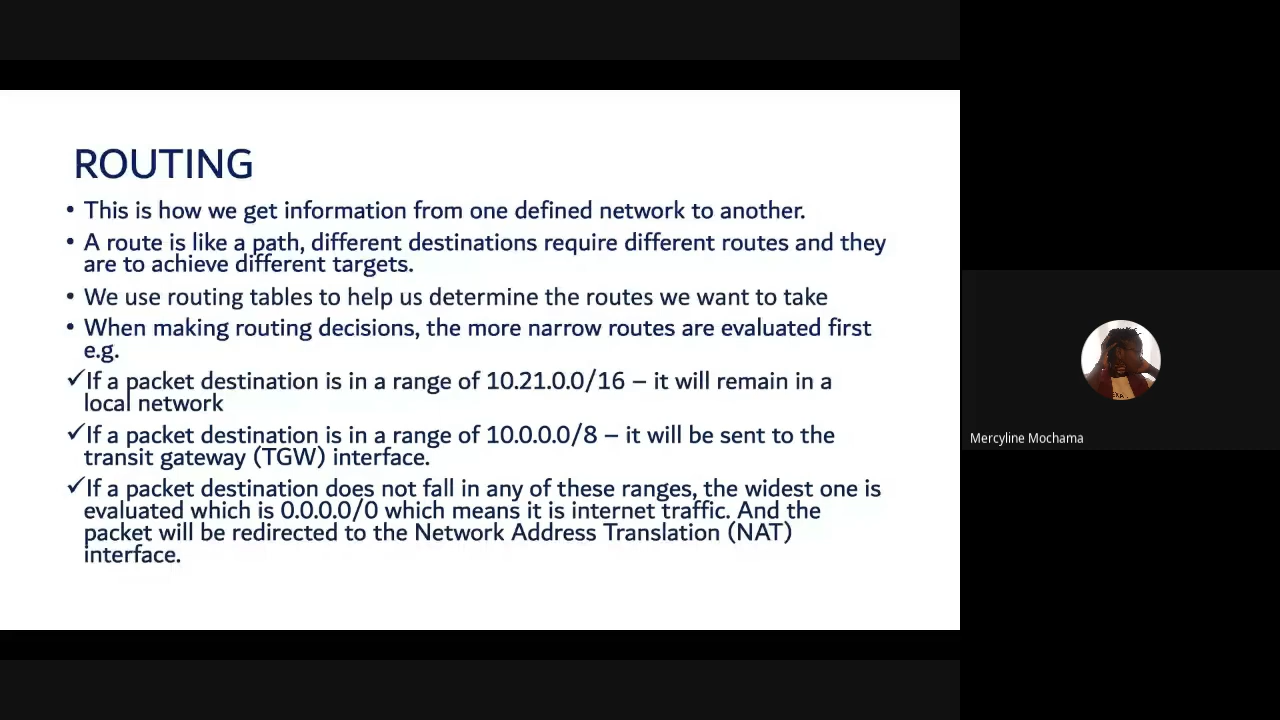 ROUTING
• This is how we get information from one defined network to another.
• A route is like a path, different destinations require different routes and they
are to achieve different targets.
• We use routing tables to help us determine the routes we want to take
• When making routing decisions, the more narrow routes are evaluated first
e.g.
✓If a packet destination is in a range of 10.21.0.0/16 – it will remain in a
local network
✓If a packet destination is in a range of 10.0.0.0/8 – it will be sent to the
transit gateway (TGW) interface.
✓If a packet destination does not fall in any of these ranges, the widest one is
evaluated which is 0.0.0.0/0 which means it is internet traffic. And the
packet will be redirected to the Network Address Translation (NAT)
interface.
Mercyline Mochama